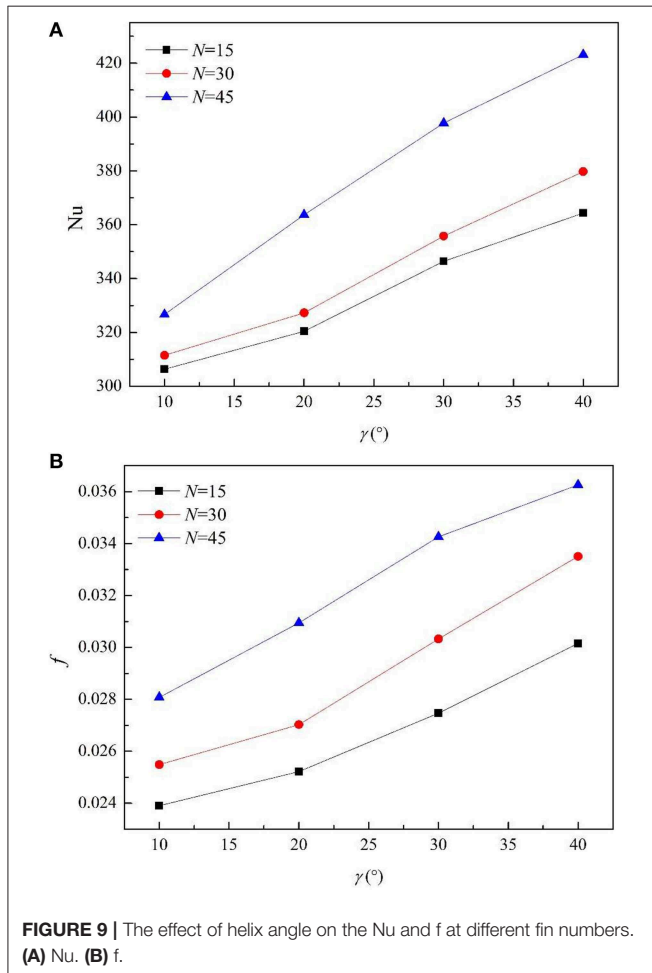 A
N=15
N=30
N=45
420
400
380
360
340
320
300
Nu
10 15 20 25 30 35 40
γ(°)
B
N=15
N=30
N=45
0.036
0.034
0.032
0.030
0.028
0.026
0.024
f
10 15 20 25 30 35 40
γ(°)
FIGURE 9 | The effect of helix angle on the Nu and f at different fin numbers.
(A) Nu. (B) f.